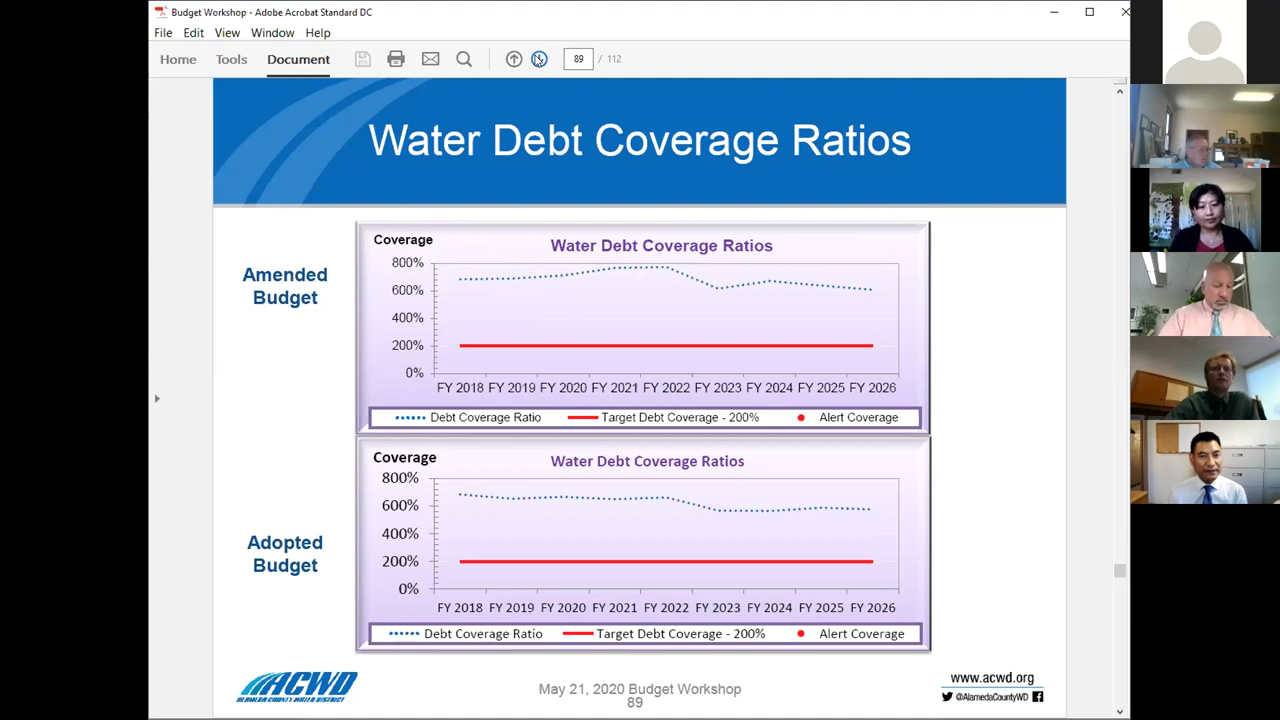 Budget Workshop - Adobe Acrobat Standard DC
File Edit View Window Help
Home Tools Document 89 / 112
Water Debt Coverage Ratios
Amended
Budget
Coverage
Water Debt Coverage Ratios
800%
600%
400%
200%
0%
FY 2018 FY 2019 FY 2020 FY 2021 FY 2022 FY 2023 FY 2024 FY 2025 FY 2026
Debt Coverage Ratio Target Debt Coverage - 200% Alert Coverage
Adopted
Budget
Coverage
Water Debt Coverage Ratios
800%
600%
400%
200%
0%
FY 2018 FY 2019 FY 2020 FY 2021 FY 2022 FY 2023 FY 2024 FY 2025 FY 2026
Debt Coverage Ratio Target Debt Coverage - 200% Alert Coverage
ACWD
ALAMEDA COUNTY WATER DISTRICT
May 21, 2020 Budget Workshop
89
www.acwd.org
@AlamedaCountyWD